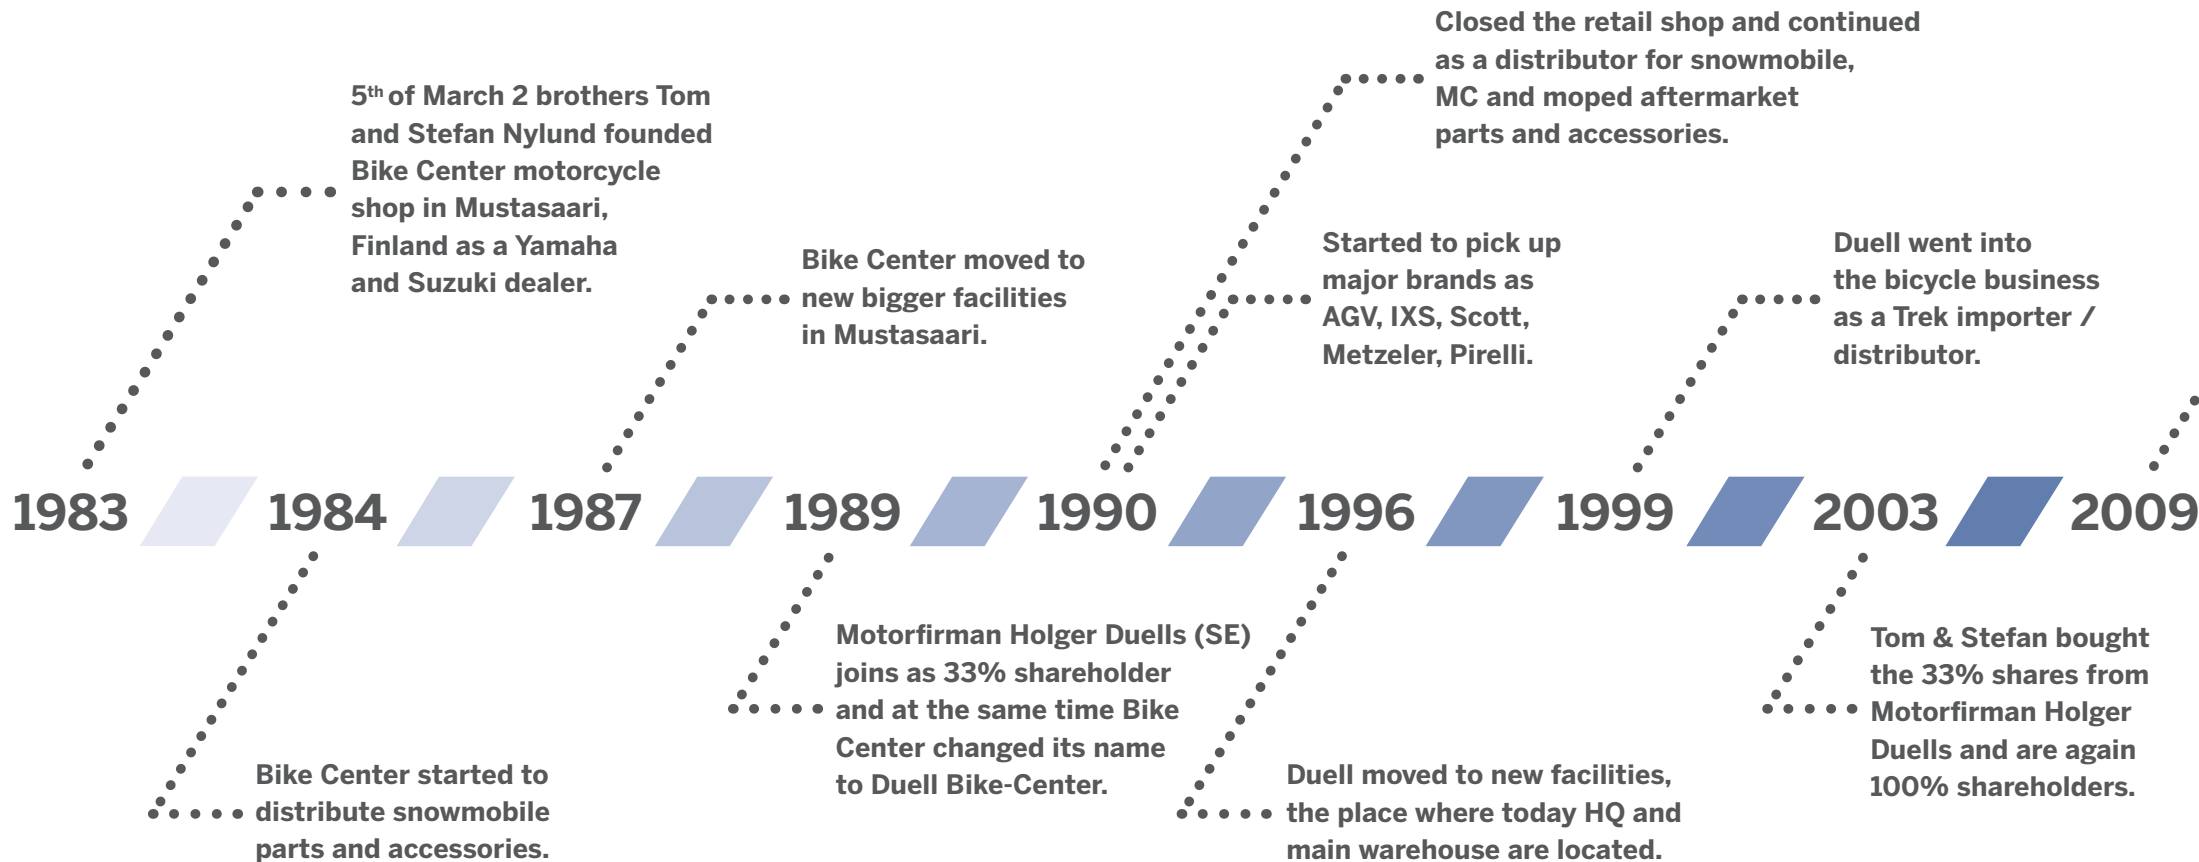 Closed the retail shop and continued
as a distributor for snowmobile,
MC and moped aftermarket
parts and accessories.
5th of March 2 brothers Tom
and Stefan Nylund founded
Bike Center motorcycle
shop in Mustasaari,
Finland as a Yamaha
and Suzuki dealer.
Bike Center moved to
new bigger facilities
in Mustasaari.
Started to pick up
major brands as
AGV, IXS, Scott,
Metzeler, Pirelli.
Duell went into
the bicycle business
as a Trek importer /
distributor.
1983 1984 1987 1989 1990 1996 1999 2003 2009
Bike Center started to
distribute snowmobile
parts and accessories.
Motorfirman Holger Duells (SE)
joins as 33% shareholder
and at the same time Bike
Center changed its name
to Duell Bike-Center.
Duell moved to new facilities,
the place where today HQ and
main warehouse are located.
Tom & Stefan bought
the 33% shares from
Motorfirman Holger
Duells and are again
100% shareholders.